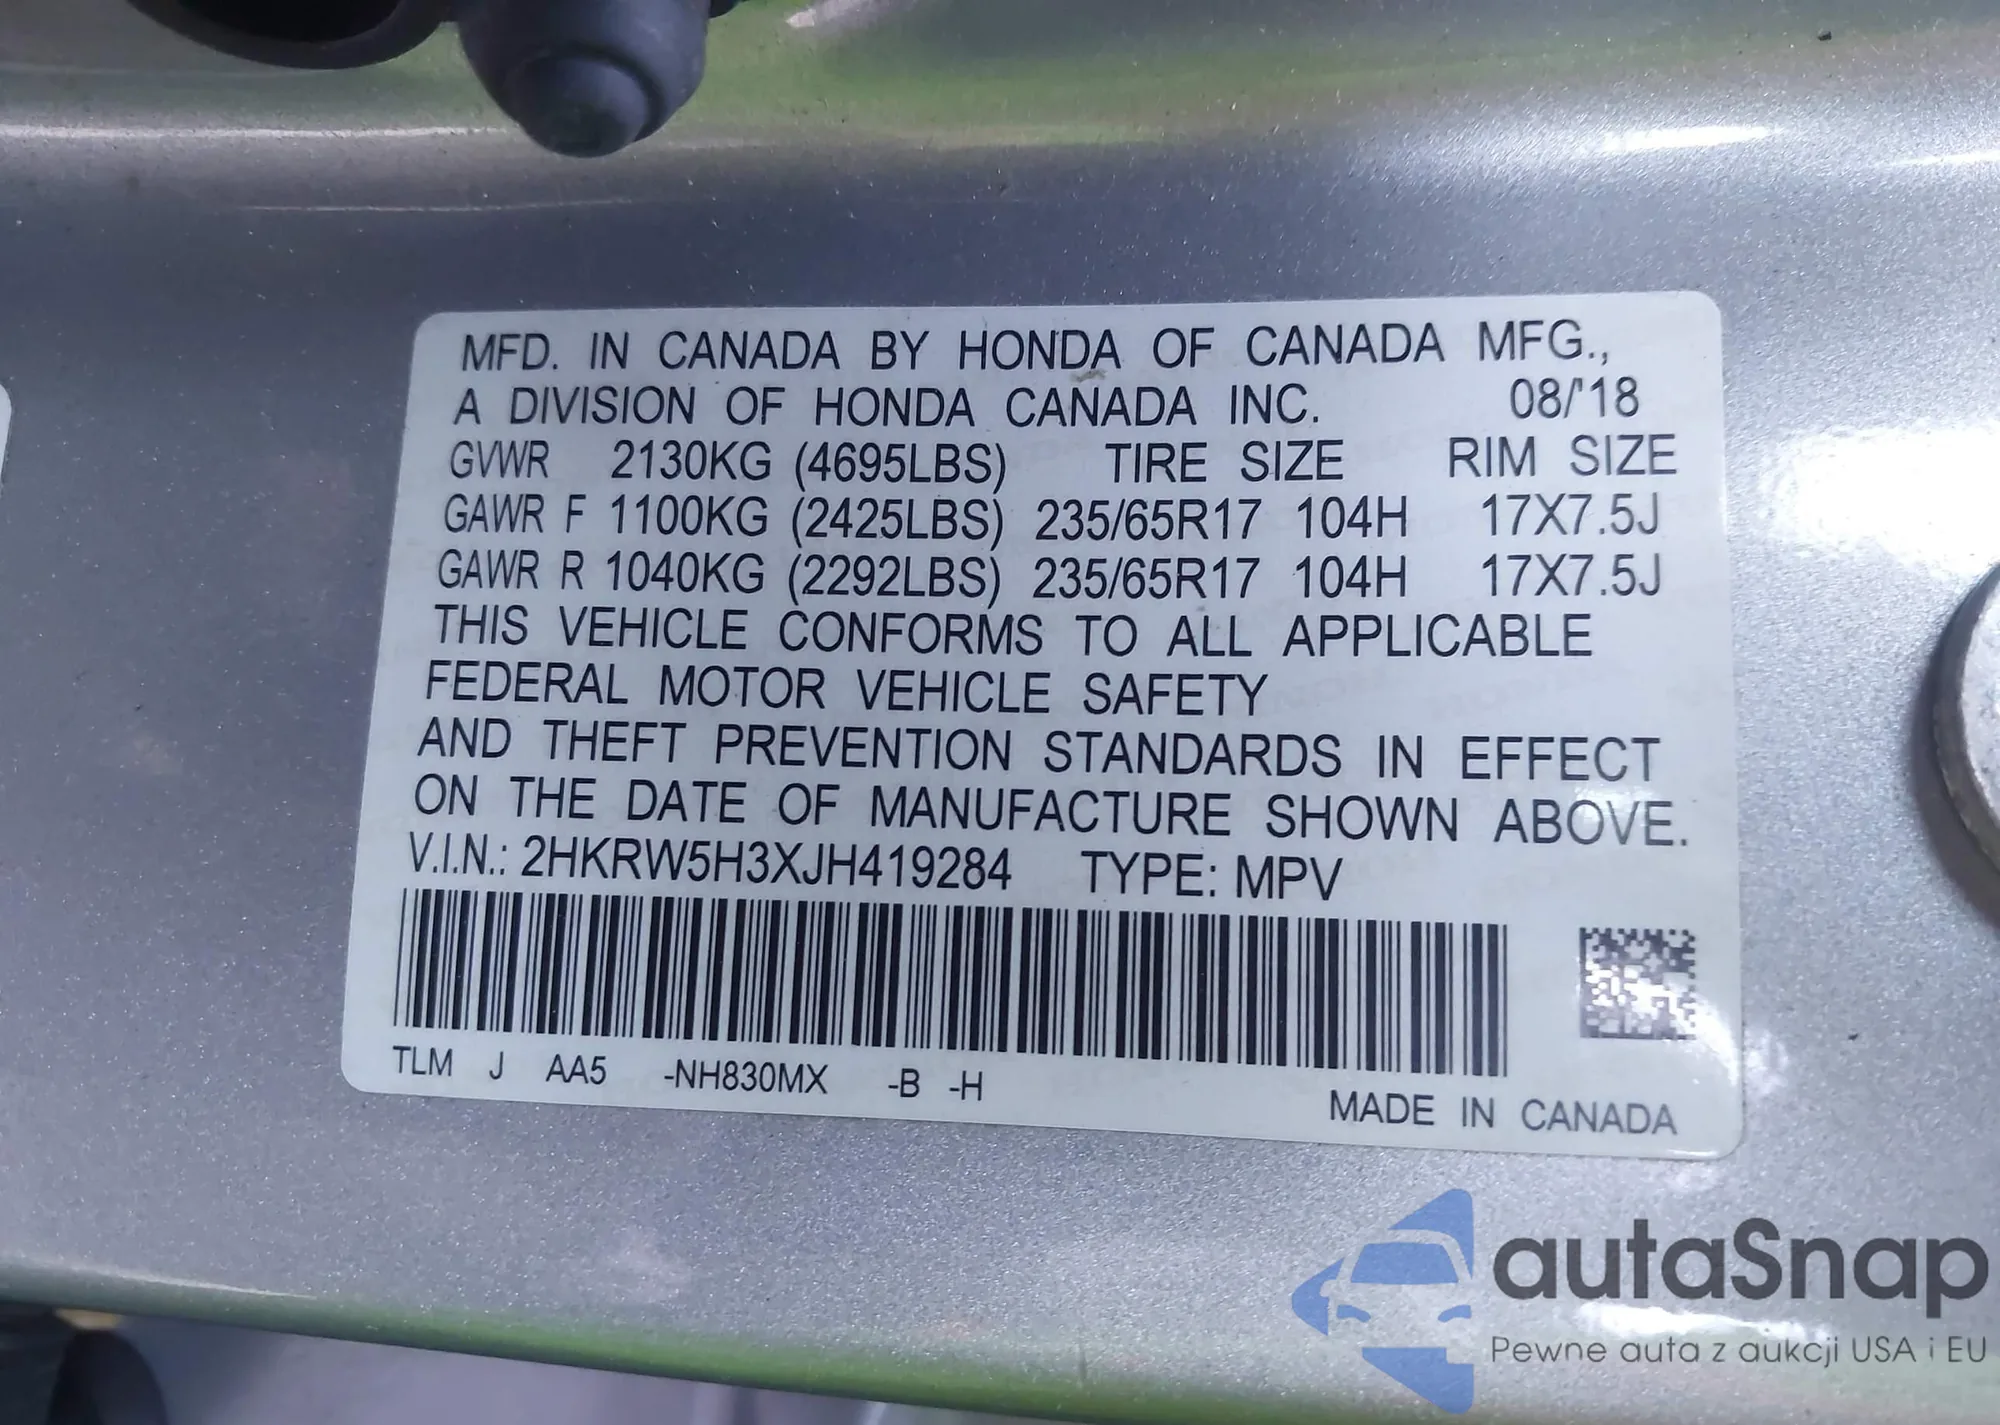 MFD. IN CANADA BY HONDA OF CANADA MFG.,
A DIVISION OF HONDA CANADA INC. 08/'18
GVWR 2130KG (4695LBS) TIRE SIZE RIM SIZE
GAWR F 1100KG (2425LBS) 235/65R17 104H 17X7.5J
GAWR R 1040KG (2292LBS) 235/65R17 104H 17X7.5J
THIS VEHICLE CONFORMS TO ALL APPLICABLE
FEDERAL MOTOR VEHICLE SAFETY
AND THEFT PREVENTION STANDARDS IN EFFECT
ON THE DATE OF MANUFACTURE SHOWN ABOVE.
V.I.N.: 2HKRW5H3XJH419284 TYPE: MPV
TLM J AA5 -NH830MX -B -H
MADE IN CANADA
autaSnap
Pewne auta z aukcji USA i EU